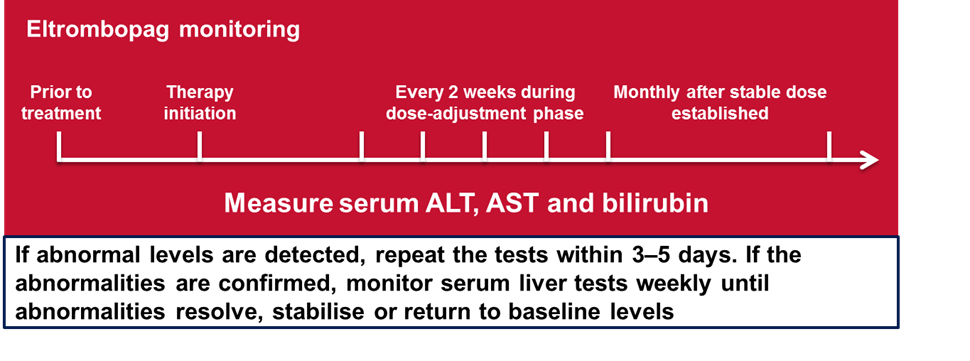 Eltrombopag monitoring
Prior to
treatment
Therapy
initiation
Every 2 weeks during
dose-adjustment phase
Monthly after stable dose
established
Measure serum ALT, AST and bilirubin
If abnormal levels are detected, repeat the tests within 3–5 days. If the
abnormalities are confirmed, monitor serum liver tests weekly until
abnormalities resolve, stabilise or return to baseline levels